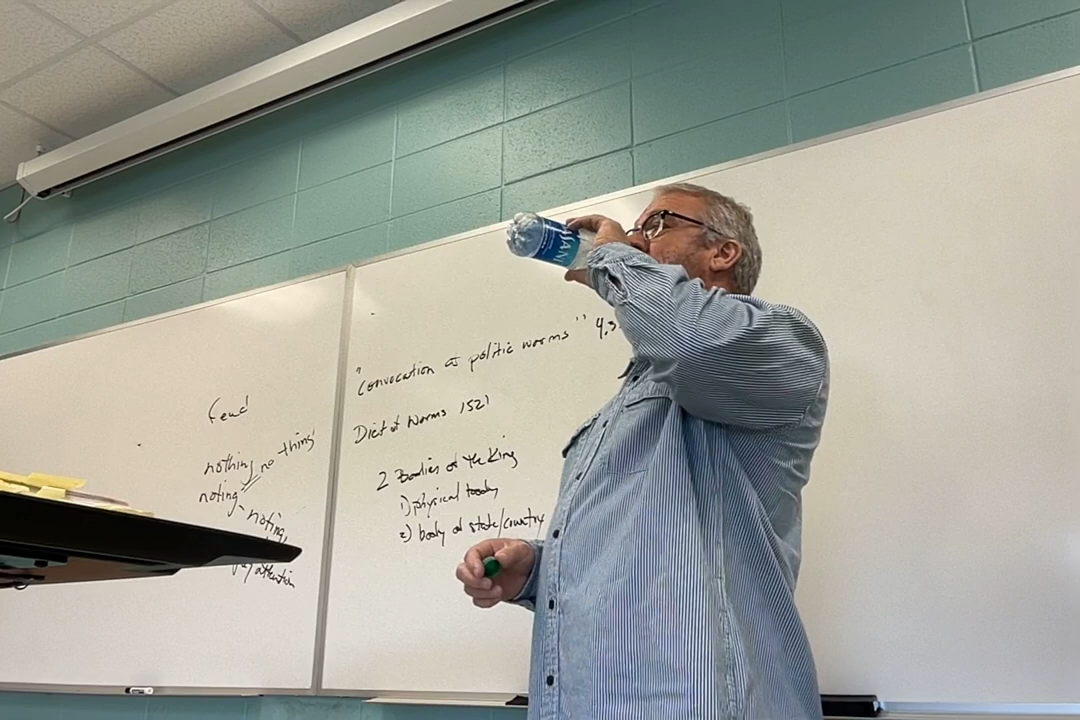 Feud
nothing no thing
noting - noting,
pay attention
"convocation of politic worms" 4.3
Diet of Worms 1521
2 Bodies of the King
1) physical body
2) body of state/country